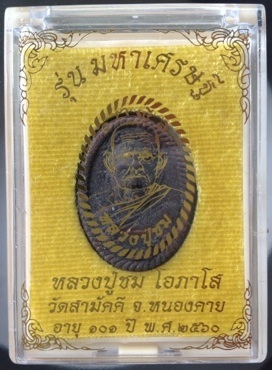 รุ่น มหาเศรษฐี
หลวงปู่ชม
หลวงปู่ชม โอภาโส
วัดสามัคคี จ.หนองคาย
อายุ ๑๐๑ ปี พ.ศ.๒๕๖๐